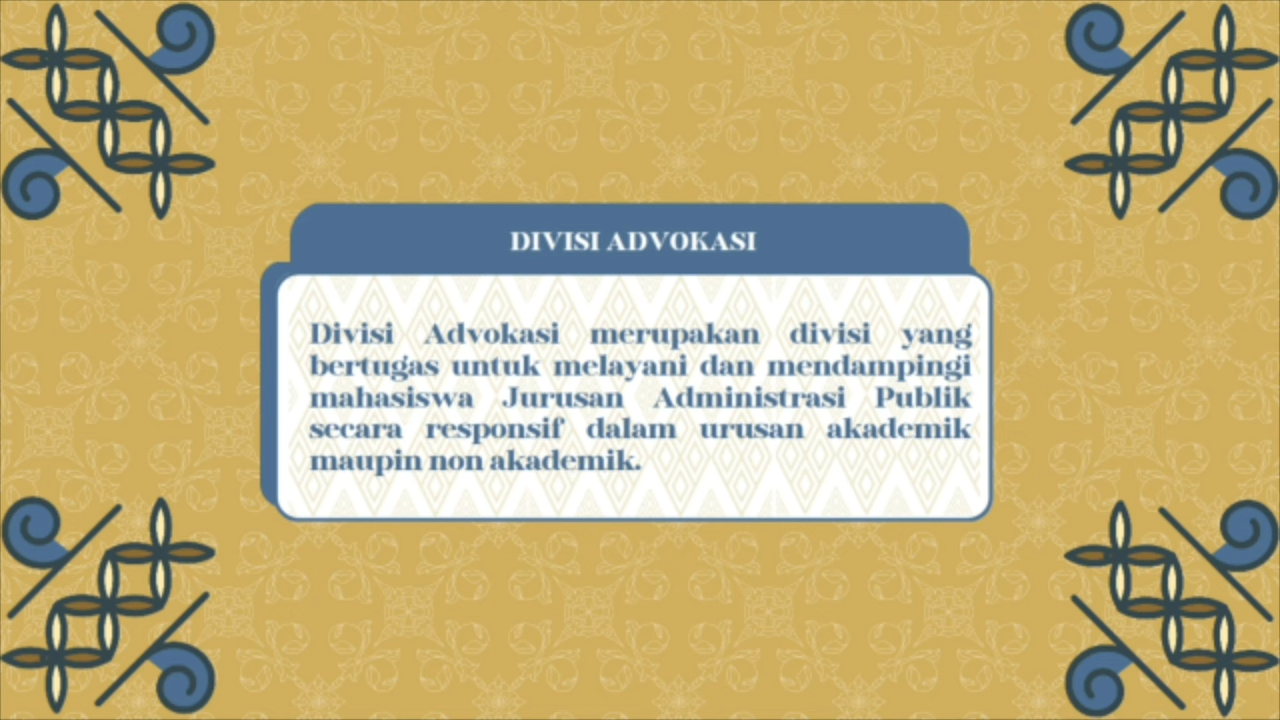 DIVISI ADVOKASI
Divisi Advokasi merupakan divisi yang
bertugas untuk melayani dan mendampingi
mahasiswa Jurusan Administrasi Publik
secara responsif dalam urusan akademik
maupin non akademik.